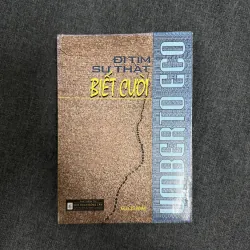 ĐI TÌM
SỰ THẬT
BIẾT CƯỜI
UMBERTO ECO